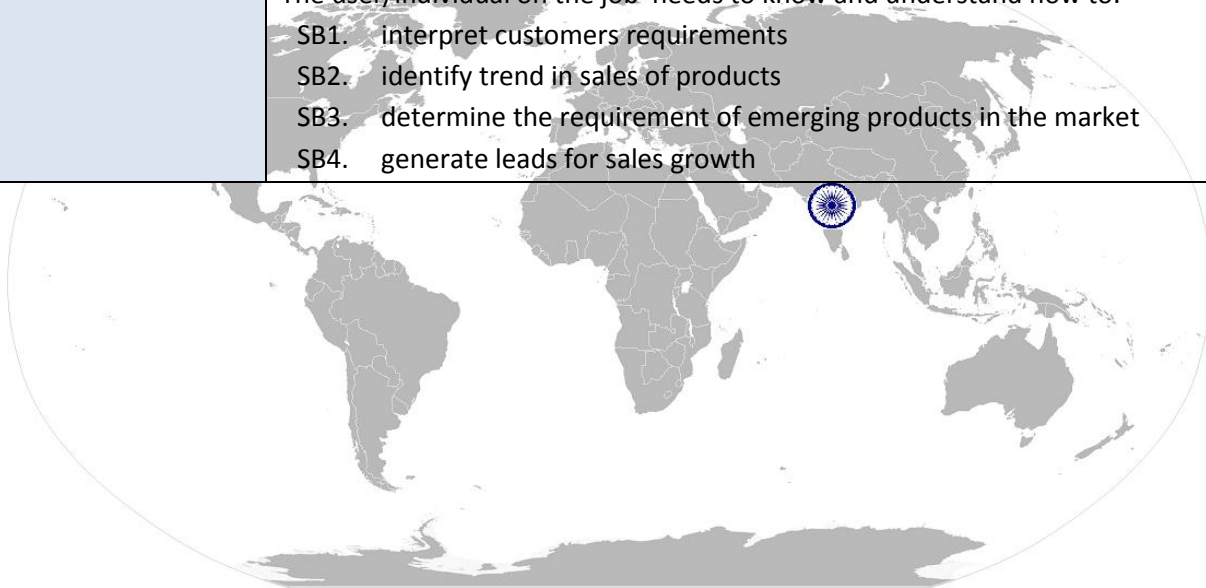 The user/individual on the job needs to know and understand how to:
SB1. interpret customers requirements
SB2. identify trend in sales of products
SB3. determine the requirement of emerging products in the market
SB4. generate leads for sales growth